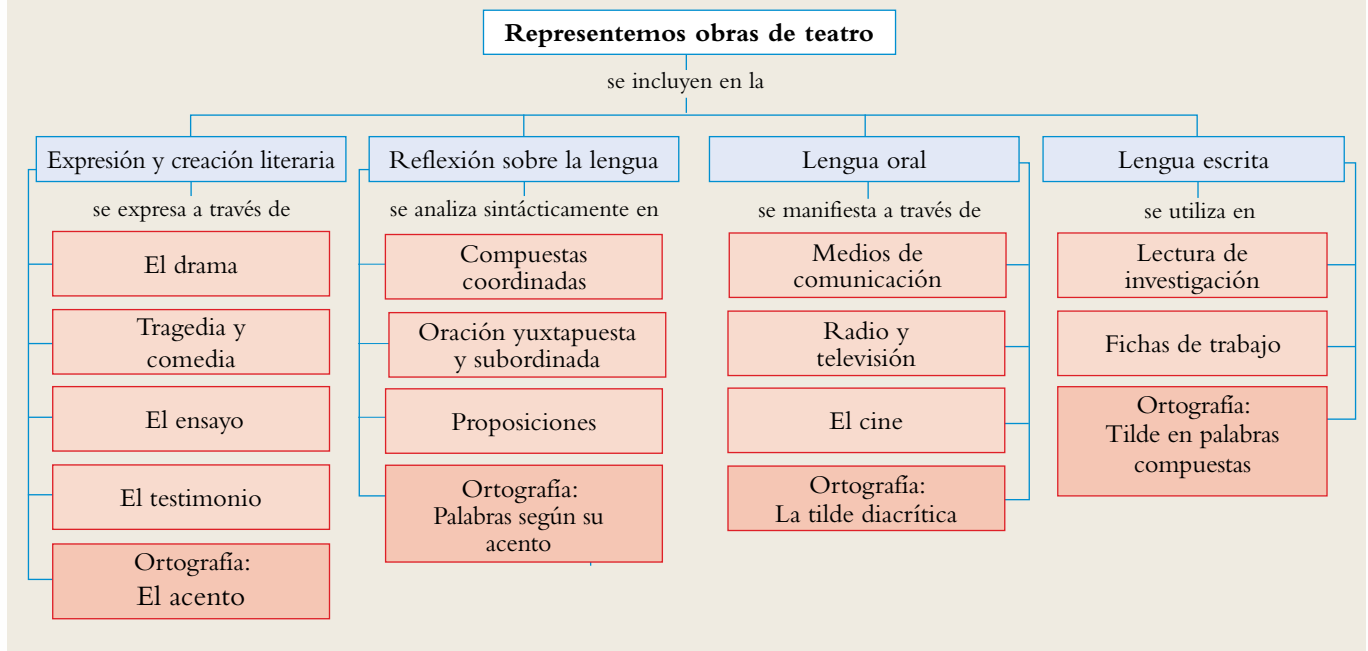 Representemos obras de teatro
se incluyen en la
Expresión y creación literaria
se expresa a través de
El drama
Tragedia y
comedia
El ensayo
El testimonio
Ortografía:
El acento
Reflexión sobre la lengua
se analiza sintácticamente en
Compuestas
coordinadas
Oración yuxtapuesta
y subordinada
Proposiciones
Ortografía:
Palabras según su
acento
Lengua oral
se manifiesta a través de
Medios de
comunicación
Radio y
televisión
El cine
Ortografía:
La tilde diacrítica
Lengua escrita
se utiliza en
Lectura de
investigación
Fichas de trabajo
Ortografía:
Tilde en palabras
compuestas